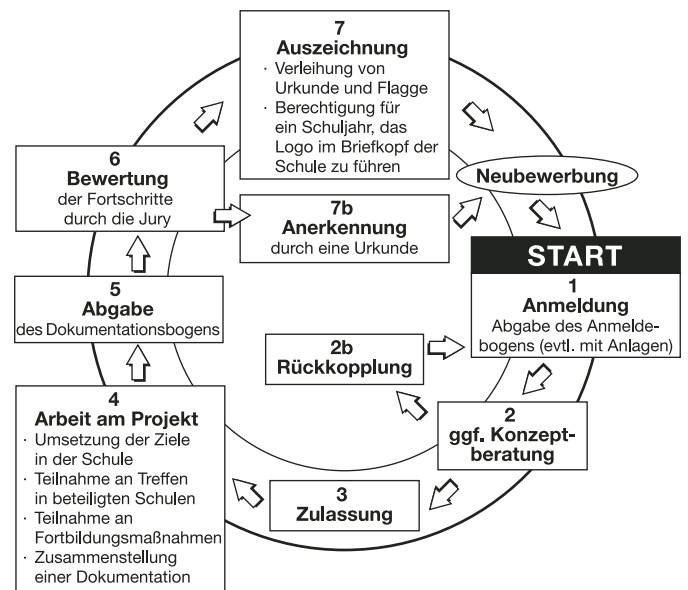 START
1
Anmeldung
Abgabe des Anmelde-
bogens (evtl. mit Anlagen)
2
ggf. Konzept-
beratung
2b
Rückkopplung
3
Zulassung
4
Arbeit am Projekt
· Umsetzung der Ziele
in der Schule
· Teilnahme an Treffen
in beteiligten Schulen
· Teilnahme an
Fortbildungsmaßnahmen
· Zusammenstellung
einer Dokumentation
5
Abgabe
des Dokumentationsbogens
6
Bewertung
der Fortschritte
durch die Jury
7
Auszeichnung
· Verleihung von
Urkunde und Flagge
· Berechtigung für
ein Schuljahr, das
Logo im Briefkopf der
Schule zu führen
7b
Anerkennung
durch eine Urkunde
Neubewerbung